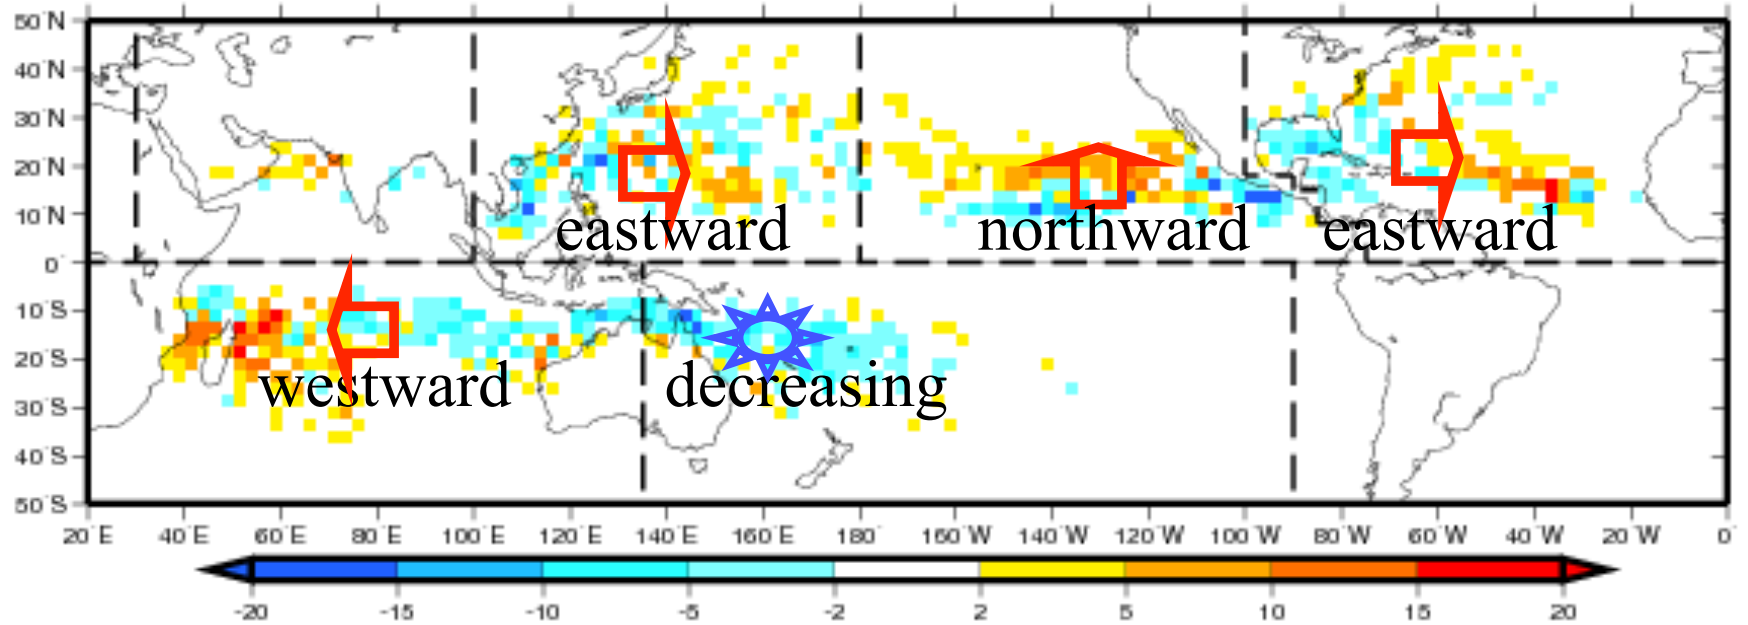 50°N
40°N
30°N
20°N
10°N
eastward northward eastward
0°
10°S
20°S
westward decreasing
30°S
40°S
50°S
20°E 40°E 60°E 80°E 100°E 120°E 140°E 160°E 180° 160°W 140°W 120°W 100°W 80°W 60°W 40°W 20°W 0°
-20 -15 -10 -5 -2 2 5 10 15 20